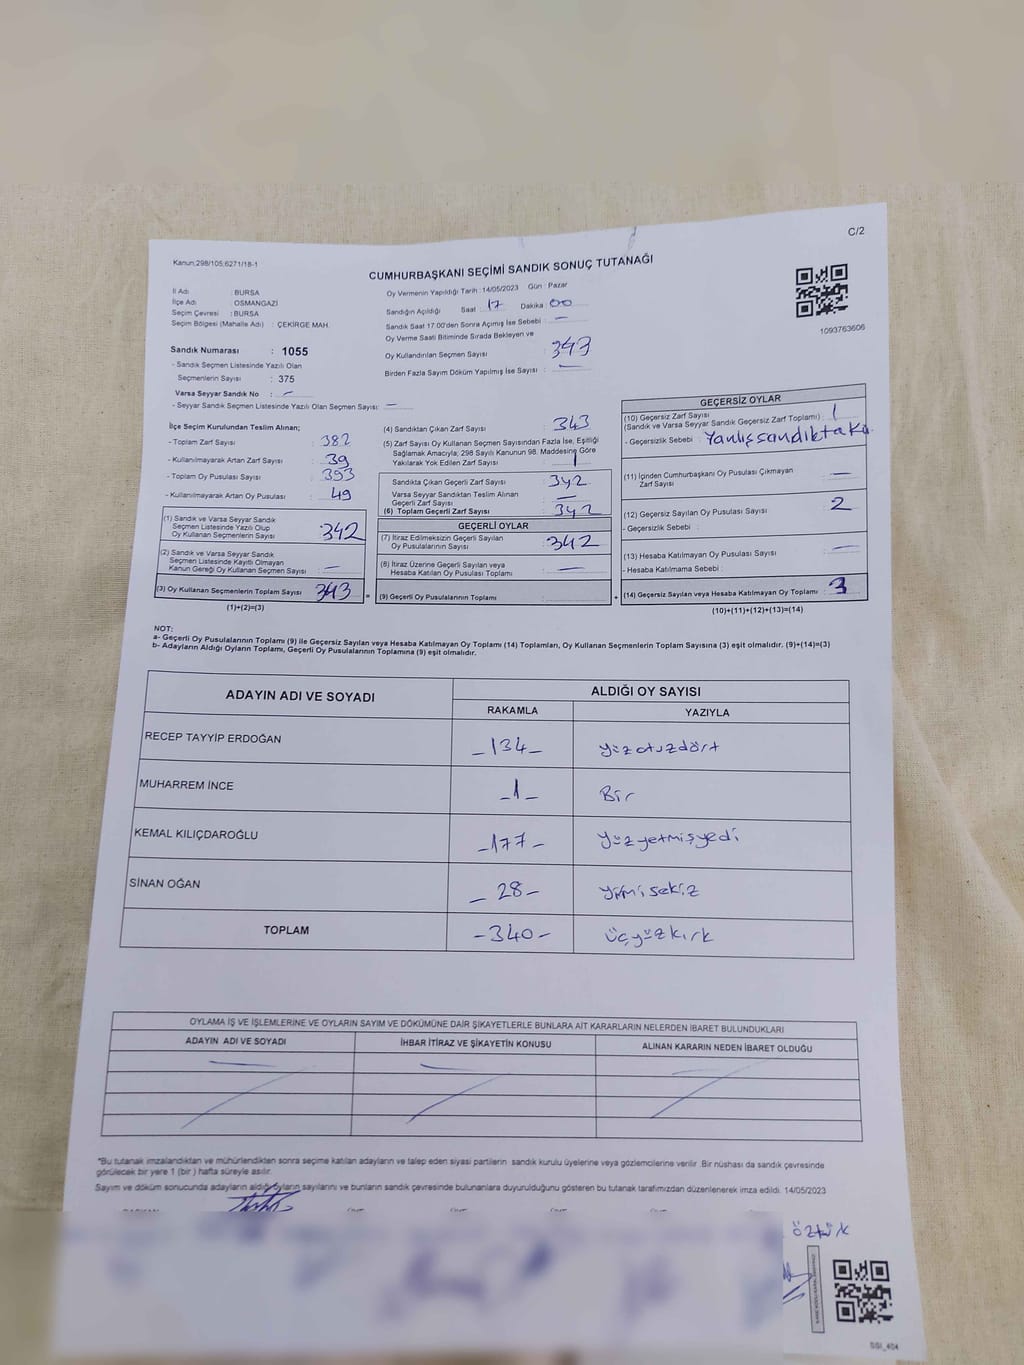 C/2
Kanun,298/105;6271/18-1
CUMHURBAŞKANI SEÇİMİ SANDIK SONUÇ TUTANAĞI
1093763606
İl Adı : BURSA
İlçe Adı : OSMANGAZİ
Seçim Çevresi : BURSA
Seçim Bölgesi (Mahalle Adı) : ÇEKİRGE MAH.
Sandık Numarası : 1055
- Sandık Seçmen Listesinde Yazılı Olan
Seçmenlerin Sayısı : 375
Varsa Seyyar Sandık No : –
- Seyyar Sandık Seçmen Listesinde Yazılı Olan Seçmen Sayısı: –
İlçe Seçim Kurulundan Teslim Alınan;
- Toplam Zarf Sayısı : 382
- Kullanılmayarak Artan Zarf Sayısı : 39
- Toplam Oy Pusulası Sayısı : 393
- Kullanılmayarak Artan Oy Pusulası : 49
(1) Sandık ve Varsa Seyyar Sandık
Seçmen Listesinde Yazılı Olup
Oy Kullanan Seçmenlerin Sayısı : 342
(2) Sandık ve Varsa Seyyar Sandık
Seçmen Listesinde Kayıtlı Olmayan
Kanun Gereği Oy Kullanan Seçmen Sayısı : –
(3) Oy Kullanan Seçmenlerin Toplam Sayısı : 343 =
(1)+(2)=(3)
Oy Vermenin Yapıldığı Tarih : 14/05/2023 Gün : Pazar
Sandığın Açıldığı Saat : 17 Dakika : 00
Sandık Saat 17.00'den Sonra Açımış İse Sebebi : –
Oy Verme Saati Bitiminde Sırada Bekleyen ve
Oy Kullandırılan Seçmen Sayısı : 343
Birden Fazla Sayım Döküm Yapılmış İse Sayısı : –
(4) Sandıktan Çıkan Zarf Sayısı : 343
(5) Zarf Sayısı Oy Kullanan Seçmen Sayısından Fazla İse, Eşitliği
Sağlamak Amacıyla; 298 Sayılı Kanunun 98. Maddesine Göre
Yakılarak Yok Edilen Zarf Sayısı : 1
Sandıkta Çıkan Geçerli Zarf Sayısı : 342
Varsa Seyyar Sandıktan Teslim Alınan
Geçerli Zarf Sayısı : –
(6) Toplam Geçerli Zarf Sayısı : 342
GEÇERLİ OYLAR
(7) İtiraz Edilmeksizin Geçerli Sayılan
Oy Pusulalarının Sayısı : 342
(8) İtiraz Üzerine Geçerli Sayılan veya
Hesaba Katılan Oy Pusulası Toplamı : –
(9) Geçerli Oy Pusulalarının Toplamı : +
GEÇERSİZ OYLAR
(10) Geçersiz Zarf Sayısı
(Sandık ve Varsa Seyyar Sandık Geçersiz Zarf Toplamı) : 1
- Geçersizlik Sebebi : Yanlış sandıktaki
(11) İçinden Cumhurbaşkanı Oy Pusulası Çıkmayan
Zarf Sayısı : –
(12) Geçersiz Sayılan Oy Pusulası Sayısı : 2
- Geçersizlik Sebebi :
(13) Hesaba Katılmayan Oy Pusulası Sayısı : –
- Hesaba Katılmama Sebebi :
(14) Geçersiz Sayılan veya Hesaba Katılmayan Oy Toplamı : 3
(10)+(11)+(12)+(13)=(14)
NOT:
a- Geçerli Oy Pusulalarının Toplamı (9) ile Geçersiz Sayılan veya Hesaba Katılmayan Oy Toplamı (14) Toplamları, Oy Kullanan Seçmenlerin Toplam Sayısına (3) eşit olmalıdır. (9)+(14)=(3)
b- Adayların Aldığı Oyların Toplamı, Geçerli Oy Pusulalarının Toplamına (9) eşit olmalıdır.
ADAYIN ADI VE SOYADI ALDIĞI OY SAYISI
RAKAMLA YAZIYLA
RECEP TAYYİP ERDOĞAN –134– yüzotuzdört
MUHARREM İNCE –1– Bir
KEMAL KILIÇDAROĞLU –177– yüzyetmişyedi
SİNAN OĞAN –28– yirmisekiz
TOPLAM –340– üçyüzkırk
OYLAMA İŞ VE İŞLEMLERİNE VE OYLARIN SAYIM VE DÖKÜMÜNE DAİR ŞİKAYETLERLE BUNLARA AİT KARARLARIN NELERDEN İBARET BULUNDUKLARI
ADAYIN ADI VE SOYADI İHBAR İTİRAZ VE ŞİKAYETİN KONUSU ALINAN KARARIN NEDEN İBARET OLDUĞU
*Bu tutanak imzalandıktan ve mühürlendikten sonra seçime katılan adayların ve talep eden siyasi partilerin sandık kurulu üyelerine veya gözlemcilerine verilir .Bir nüshası da sandık çevresinde
görülecek bir yere 1 (bir ) hafta süreyle asılır.
Sayım ve döküm sonucunda adayların aldığı oyların sayılarını ve bunların sandık çevresinde bulunanlara duyurulduğunu gösteren bu tutanak tarafımızdan düzenlenerek imza edildi. 14/05/2023
Öztürk
SSI_404